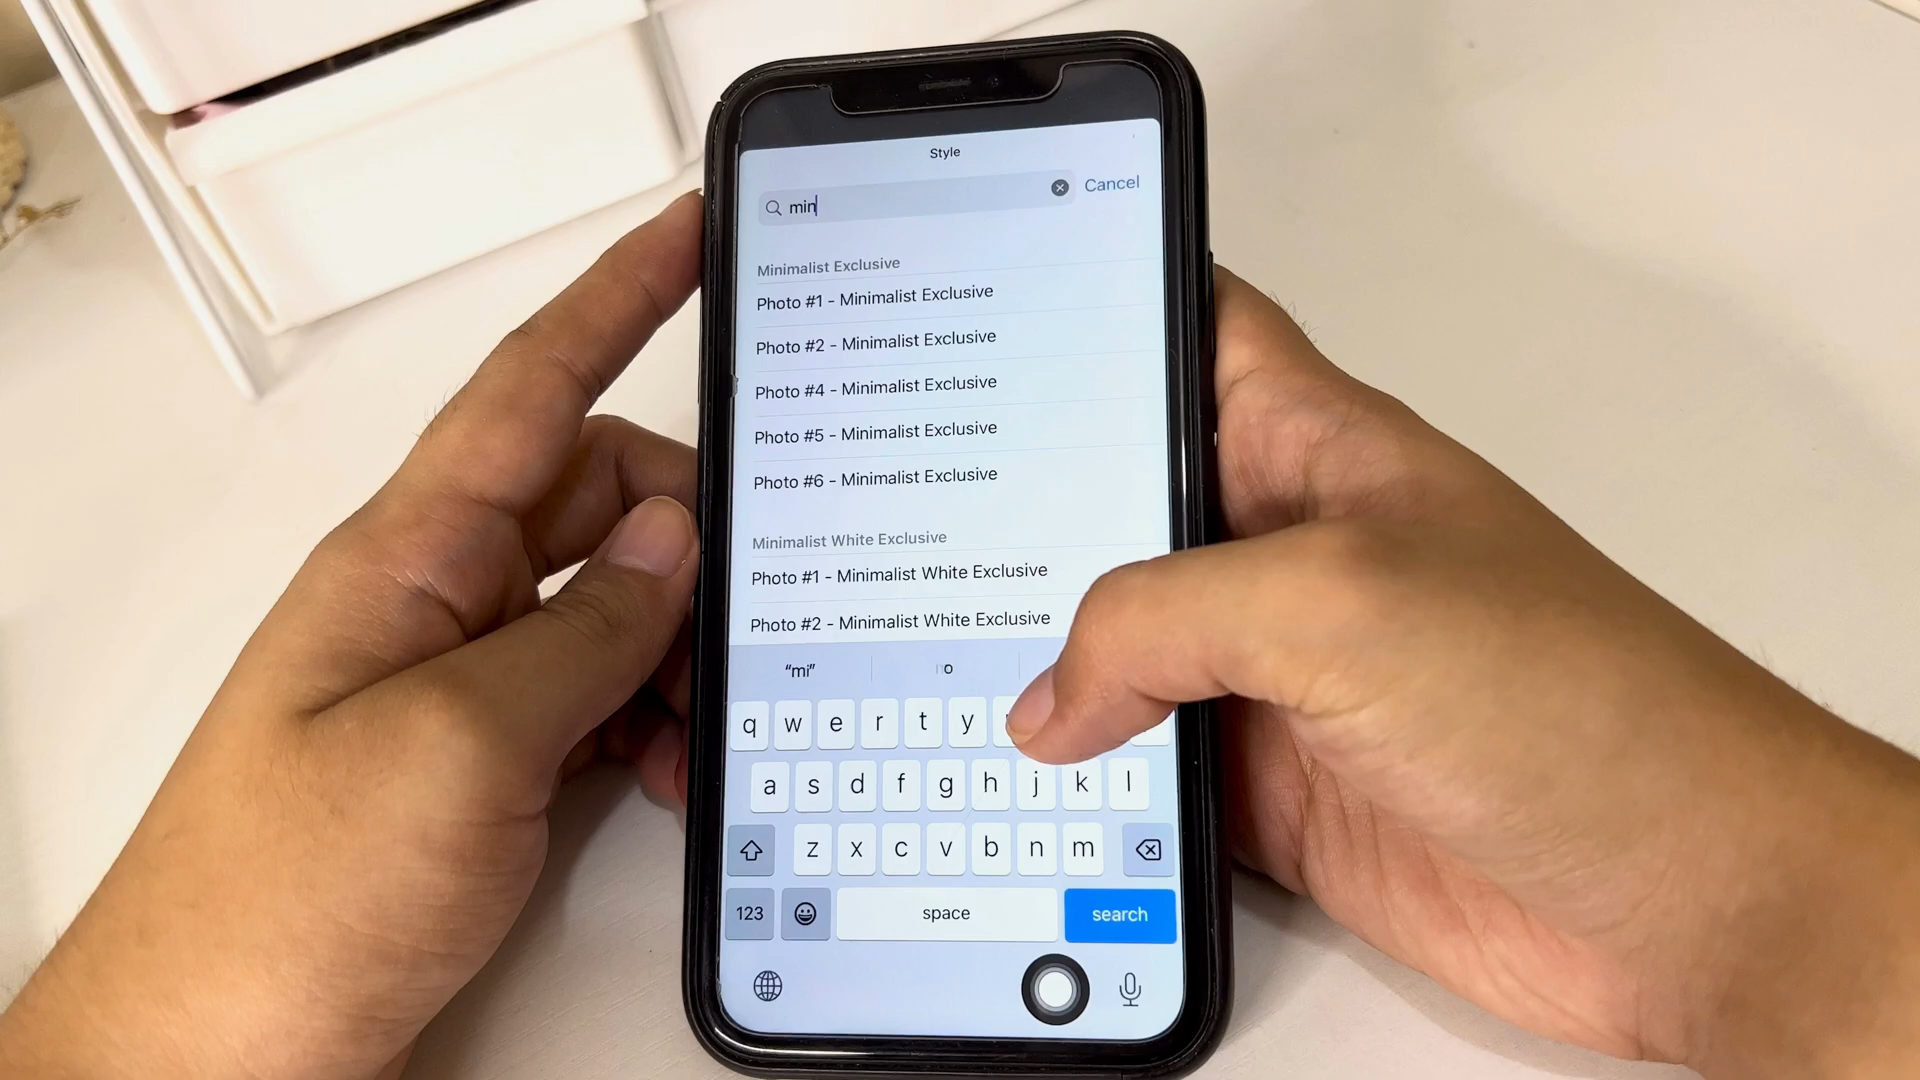 Style
min
Cancel
Minimalist Exclusive
Photo #1 - Minimalist Exclusive
Photo #2 - Minimalist Exclusive
Photo #4 - Minimalist Exclusive
Photo #5 - Minimalist Exclusive
Photo #6 - Minimalist Exclusive
Minimalist White Exclusive
Photo #1 - Minimalist White Exclusive
Photo #2 - Minimalist White Exclusive
“mi”
q w e r t y
a s d f g h j k l
z x c v b n m
123 space search